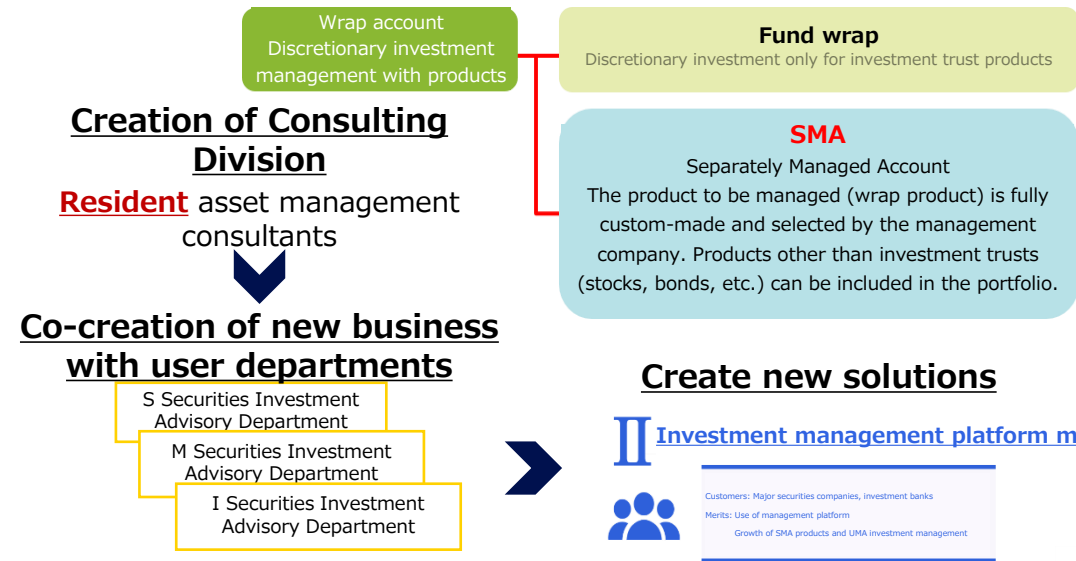 Wrap account
Discretionary investment
management with products
Fund wrap
Discretionary investment only for investment trust products
SMA
Separately Managed Account
The product to be managed (wrap product) is fully
custom-made and selected by the management
company. Products other than investment trusts
(stocks, bonds, etc.) can be included in the portfolio.
Creation of Consulting
Division
Resident asset management
consultants
Co-creation of new business
with user departments
S Securities Investment
Advisory Department
M Securities Investment
Advisory Department
I Securities Investment
Advisory Department
Create new solutions
Investment management platform m
Customers: Major securities companies, investment banks
Merits: Use of management platform
Growth of SMA products and UMA investment management